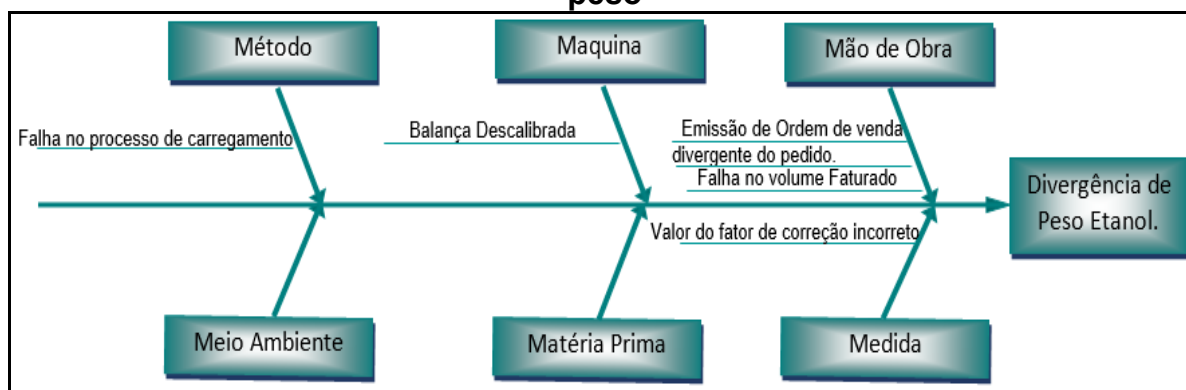 peso
Método
Maquina
Mão de Obra
Falha no processo de carregamento
Balança Descalibrada
Emissão de Ordem de venda
divergente do pedido.
Falha no volume Faturado
Divergência de
Peso Etanol.
Valor do fator de correção incorreto
Meio Ambiente
Matéria Prima
Medida